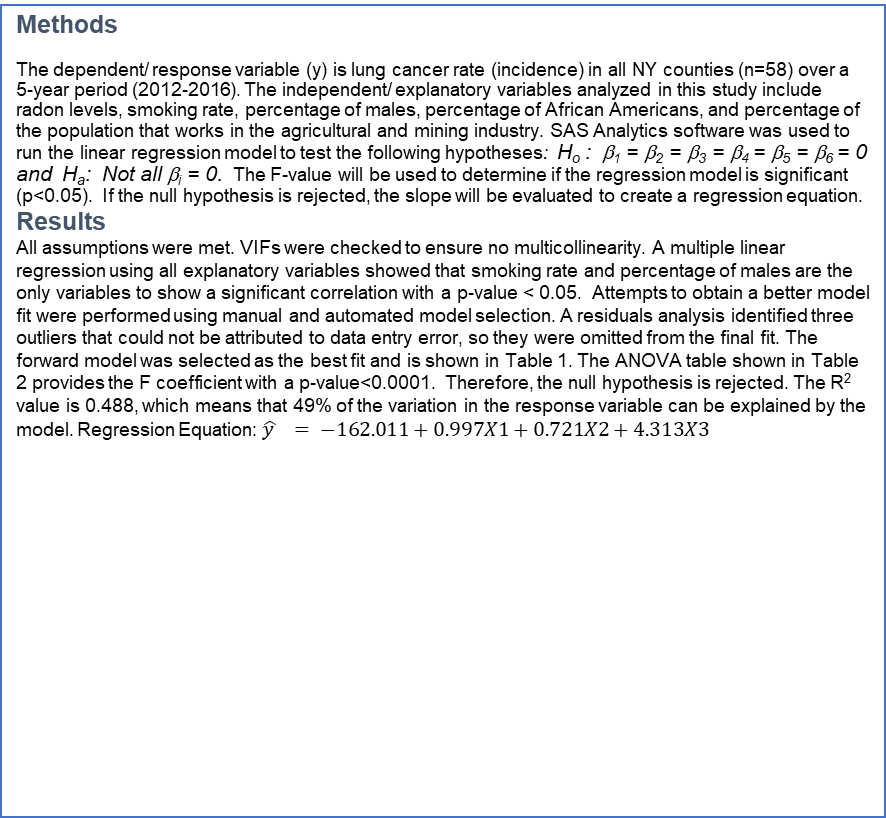 Methods
The dependent/ response variable (y) is lung cancer rate (incidence) in all NY counties (n=58) over a
5-year period (2012-2016). The independent/ explanatory variables analyzed in this study include
radon levels, smoking rate, percentage of males, percentage of African Americans, and percentage of
the population that works in the agricultural and mining industry. SAS Analytics software was used to
run the linear regression model to test the following hypotheses: Hₒ : β₁ = β₂ = β₃ = β₄ = β₅ = β₆ = 0
and Hₐ: Not all βᵢ = 0. The F-value will be used to determine if the regression model is significant
(p<0.05). If the null hypothesis is rejected, the slope will be evaluated to create a regression equation.
Results
All assumptions were met. VIFs were checked to ensure no multicollinearity. A multiple linear
regression using all explanatory variables showed that smoking rate and percentage of males are the
only variables to show a significant correlation with a p-value < 0.05. Attempts to obtain a better model
fit were performed using manual and automated model selection. A residuals analysis identified three
outliers that could not be attributed to data entry error, so they were omitted from the final fit. The
forward model was selected as the best fit and is shown in Table 1. The ANOVA table shown in Table
2 provides the F coefficient with a p-value<0.0001. Therefore, the null hypothesis is rejected. The R²
value is 0.488, which means that 49% of the variation in the response variable can be explained by the
model. Regression Equation: ŷ = −162.011 + 0.997X1 + 0.721X2 + 4.313X3